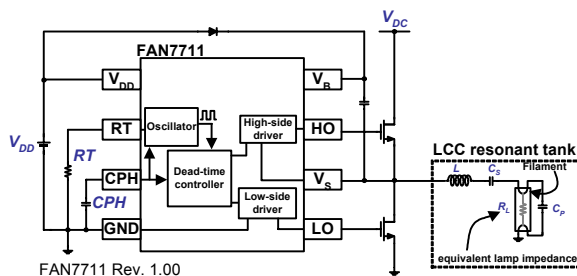 V_DC
FAN7711
V_DD
V_B
RT
Oscillator
High-side
driver
HO
V_DD
RT
CPH
Dead-time
controller
V_S
LCC resonant tank
L
C_S
Filament
CPH
Low-side
driver
R_L
C_P
GND
LO
equivalent lamp impedance
FAN7711 Rev. 1.00